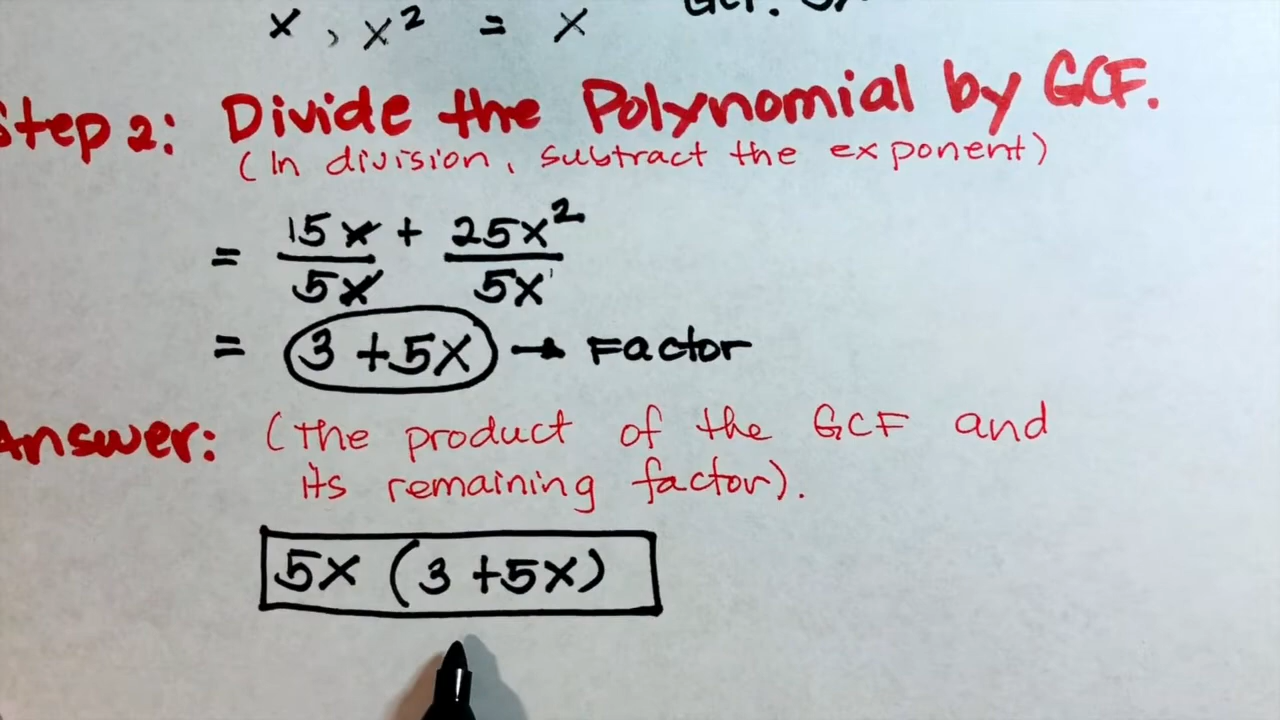 x , x² = x
Step 2: Divide the Polynomial by GCF.
(In division, subtract the exponent)
= 15x/5x + 25x²/5x¹
= 3 + 5x → Factor
Answer: (the product of the GCF and
its remaining factor).
5x (3 + 5x)